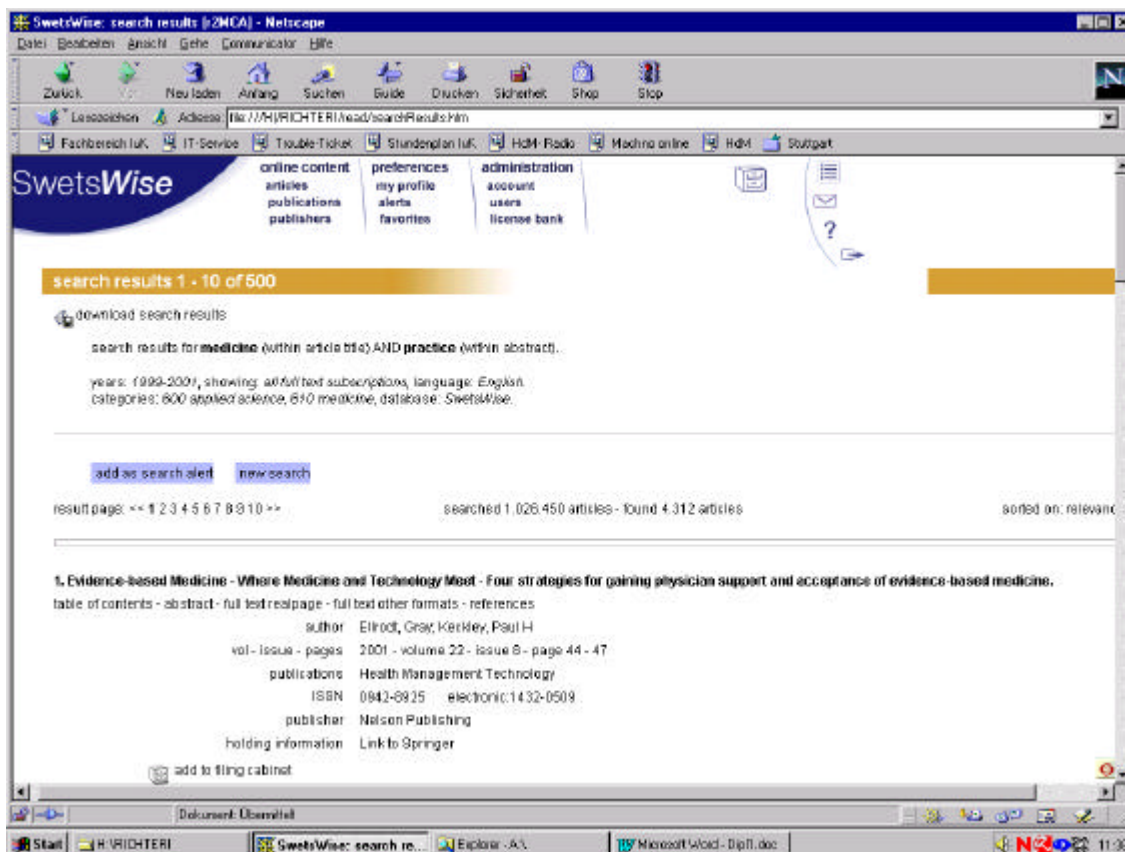 SwetsWise: search results [r2MCA] - Netscape
Datei Bearbeiten Ansicht Gehe Communicator Hilfe
Zurück Vor Neu laden Anfang Suchen Guide Drucken Sicherheit Shop Stop
N
Lesezeichen Adresse file:///H|/RICHTERI/read/searchResults.htm
Fachbereich IuK IT-Service Trouble-Ticket Stundenplan IuK HdM-Radio Machno online HdM Stuttgart
SwetsWise
online content preferences administration
articles my profile account
publications alerts users
publishers favorites license bank
?
search results 1 - 10 of 500
download search results
search results for medicine (within article title) AND practice (within abstract).
years: 1999-2001, showing: all full text subscriptions, language: English.
categories: 600 applied science, 610 medicine, database: SwetsWise.
add as search alert new search
result page: << 1 2 3 4 5 6 7 8 9 10 >> searched 1.026.450 articles - found 4.312 articles sorted on: relevanc
1. Evidence-based Medicine - Where Medicine and Technology Meet - Four strategies for gaining physician support and acceptance of evidence-based medicine.
table of contents - abstract - full text realpage - full text other formats - references
author Ellrodt, Gray; Keckley, Paul H
vol - issue - pages 2001 - volume 22 - issue 8 - page 44 - 47
publications Health Management Technology
ISSN 0942-8925 electronic:1432-0509
publisher Nelson Publishing
holding information Link to Springer
add to filing cabinet
Dokument: Übermittelt
Start H:\RICHTERI SwetsWise: search re... Explorer - A:\ Microsoft Word - Dipl1.doc 11:36